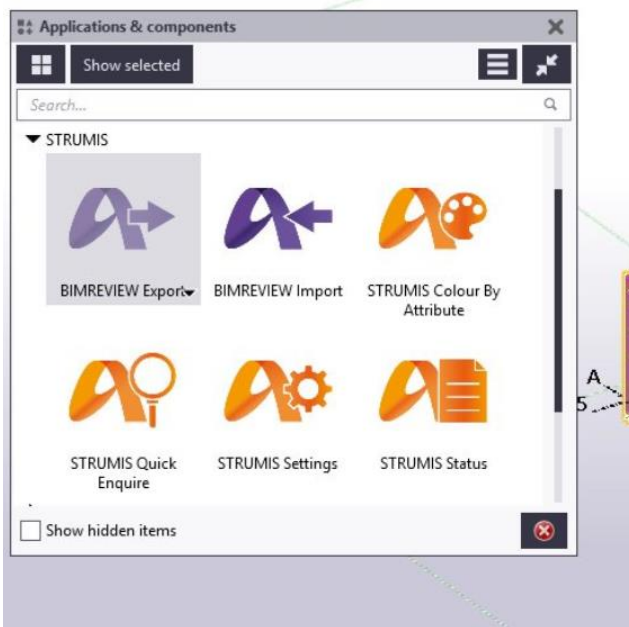 Applications & components
Show selected
Search...
STRUMIS
BIMREVIEW Export
BIMREVIEW Import
STRUMIS Colour By
Attribute
A
5
STRUMIS Quick
Enquire
STRUMIS Settings
STRUMIS Status
Show hidden items